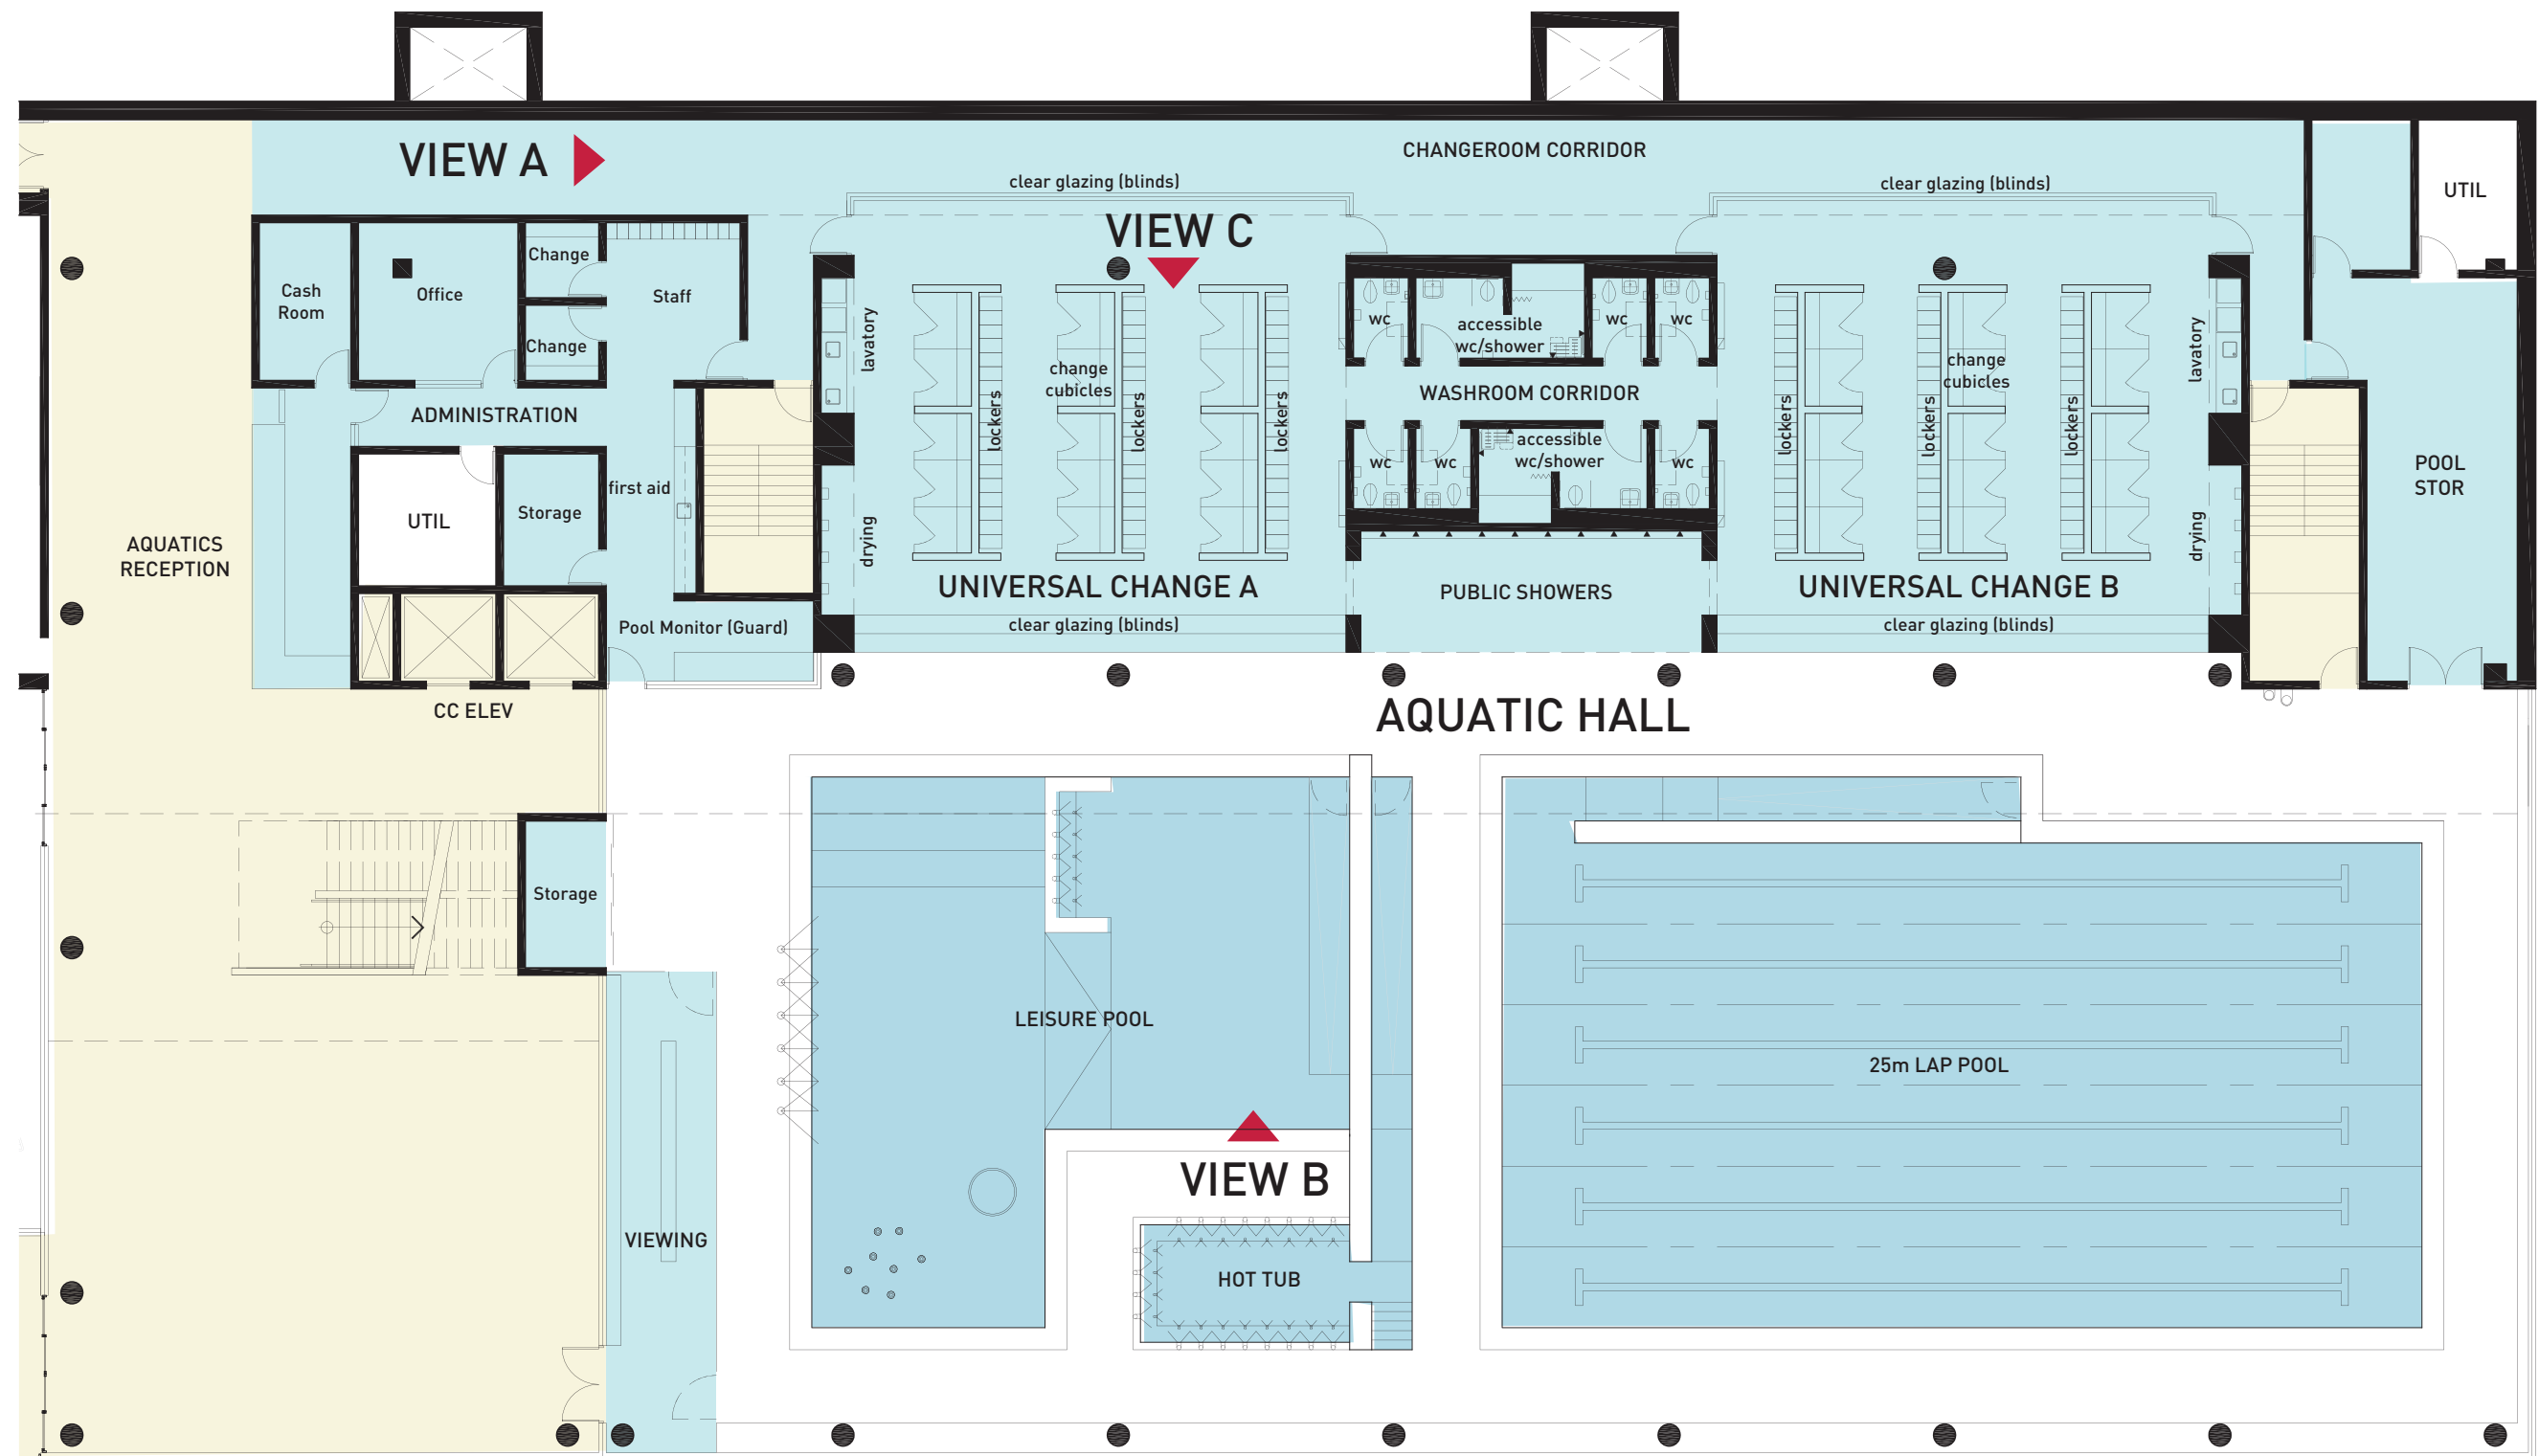 VIEW A
CHANGEROOM CORRIDOR
clear glazing (blinds)
clear glazing (blinds)
UTIL
VIEW C
Change
Cash
Room
Office
Staff
Change
lavatory
wc
accessible
wc/shower
wc
wc
lavatory
change
cubicles
change
cubicles
ADMINISTRATION
lockers
lockers
lockers
WASHROOM CORRIDOR
lockers
lockers
lockers
accessible
wc/shower
wc
wc
wc
POOL
STOR
first aid
UTIL
Storage
drying
drying
AQUATICS
RECEPTION
UNIVERSAL CHANGE A
PUBLIC SHOWERS
UNIVERSAL CHANGE B
Pool Monitor (Guard)
clear glazing (blinds)
clear glazing (blinds)
CC ELEV
AQUATIC HALL
Storage
LEISURE POOL
25m LAP POOL
VIEW B
VIEWING
HOT TUB